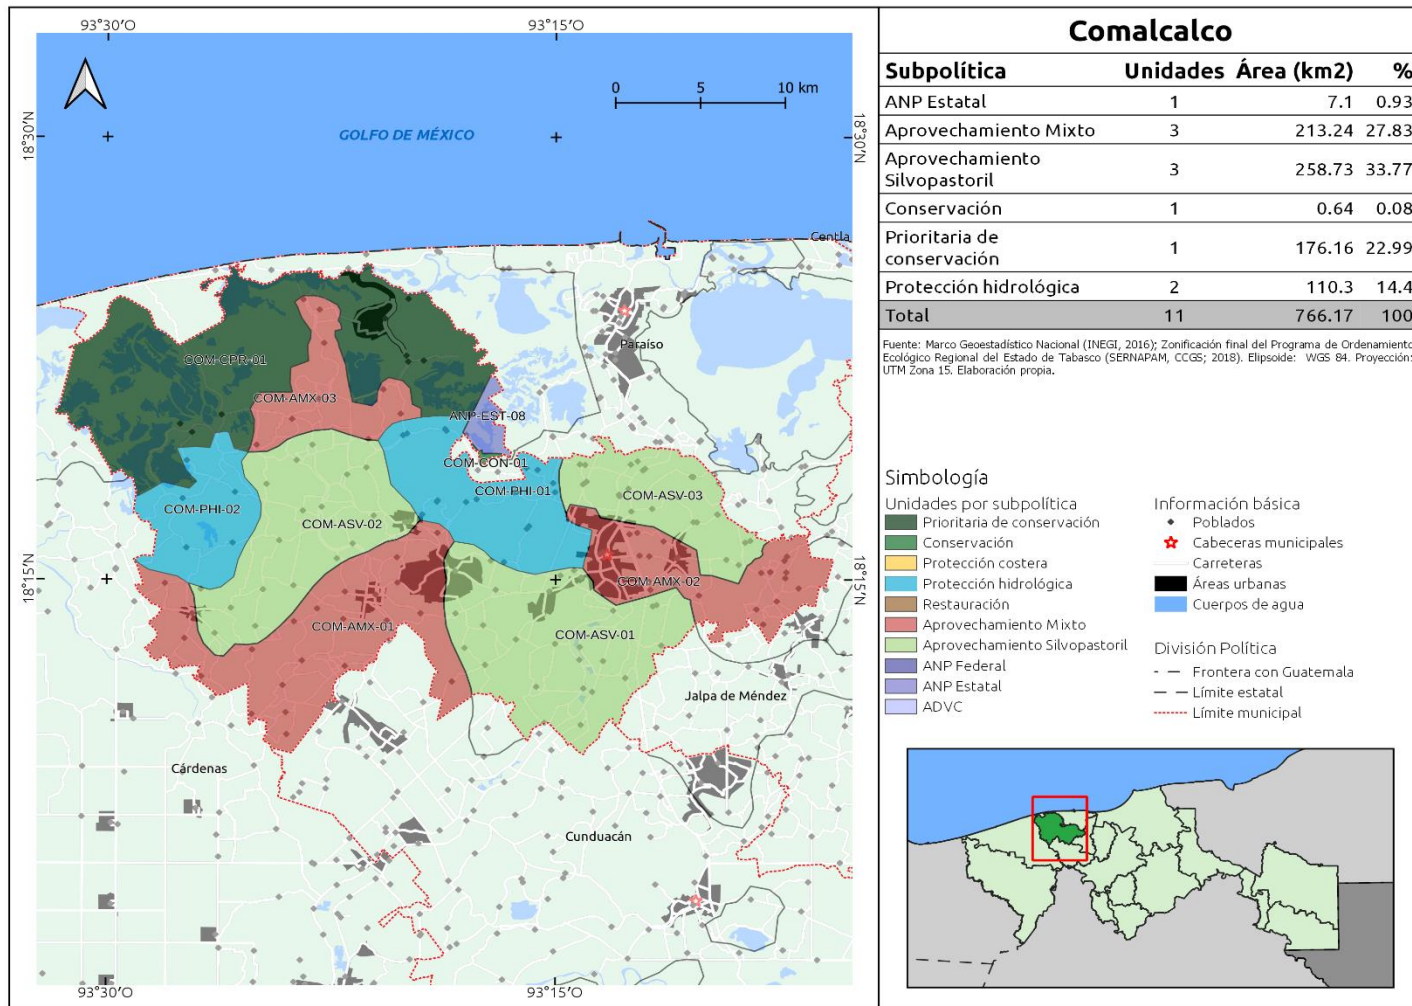 93°30′O
93°15′O
18°30′N
18°30′N
0 5 10 km
GOLFO DE MÉXICO
Centla
Paraíso
COM-CPR-01
COM-AMX-03
ANP-EST-08
COM-CON-01
COM-PHI-01
COM-ASV-03
COM-PHI-02
COM-ASV-02
COM-AMX-02
18°15′N
18°15′N
COM-AMX-01
COM-ASV-01
Jalpa de Méndez
Cárdenas
Cunduacán
93°30′O
93°15′O
Comalcalco
Subpolítica Unidades Área (km2) %
ANP Estatal 1 7.1 0.93
Aprovechamiento Mixto 3 213.24 27.83
Aprovechamiento
Silvopastoril 3 258.73 33.77
Conservación 1 0.64 0.08
Prioritaria de
conservación 1 176.16 22.99
Protección hidrológica 2 110.3 14.4
Total 11 766.17 100
Fuente: Marco Geoestadístico Nacional (INEGI, 2016); Zonificación final del Programa de Ordenamiento
Ecológico Regional del Estado de Tabasco (SERNAPAM, CCGS; 2018). Elipsoide: WGS 84. Proyección:
UTM Zona 15. Elaboración propia.
Simbología
Unidades por subpolítica
Prioritaria de conservación
Conservación
Protección costera
Protección hidrológica
Restauración
Aprovechamiento Mixto
Aprovechamiento Silvopastoril
ANP Federal
ANP Estatal
ADVC
Información básica
Poblados
Cabeceras municipales
Carreteras
Áreas urbanas
Cuerpos de agua
División Política
Frontera con Guatemala
Límite estatal
Límite municipal